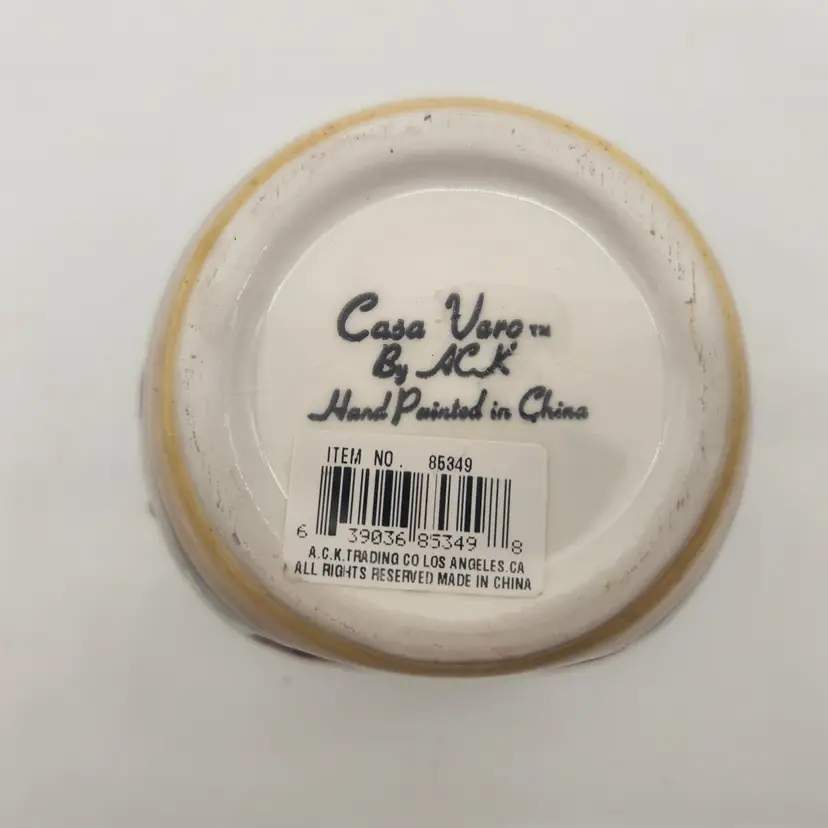 Casa Vero™
By ACK
Hand Painted in China
ITEM NO. 85349
6 39036 85349 8
A.C.K.TRADING CO LOS ANGELES.CA
ALL RIGHTS RESERVED MADE IN CHINA